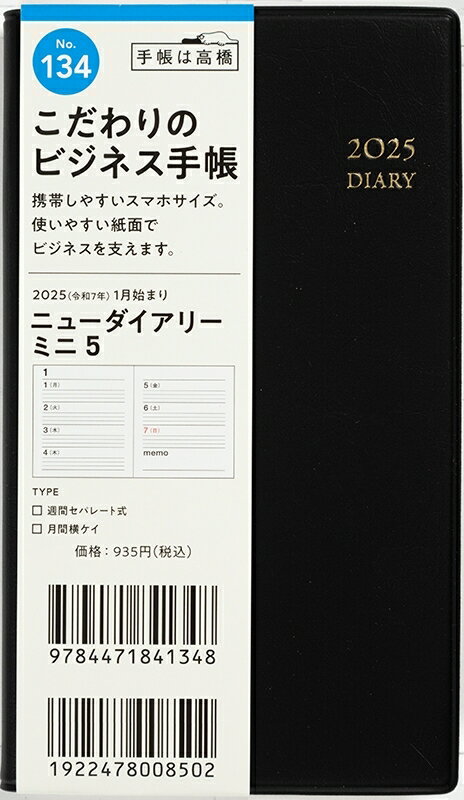 No.
134
手帳は高橋
こだわりの
ビジネス手帳
携帯しやすいスマホサイズ。
使いやすい紙面で
ビジネスを支えます。
2025(令和7年) 1月始まり
ニューダイアリー
ミニ 5
1
1(月)
2(火)
3(水)
4(木)
5(金)
6(土)
7(日)
memo
TYPE
□ 週間セパレート式
□ 月間横ケイ
価格：935円(税込)
9784471841348
1922478008502
2025
DIARY